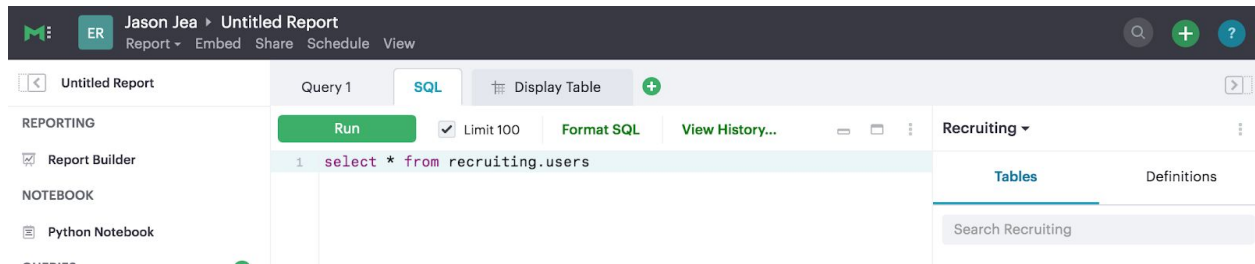 ER
Jason Jea ▸ Untitled Report
Report Embed Share Schedule View
?
Untitled Report
Query 1 SQL Display Table
REPORTING
Run Limit 100 Format SQL View History... Recruiting
Report Builder
1 select * from recruiting.users
Tables Definitions
NOTEBOOK
Python Notebook
Search Recruiting